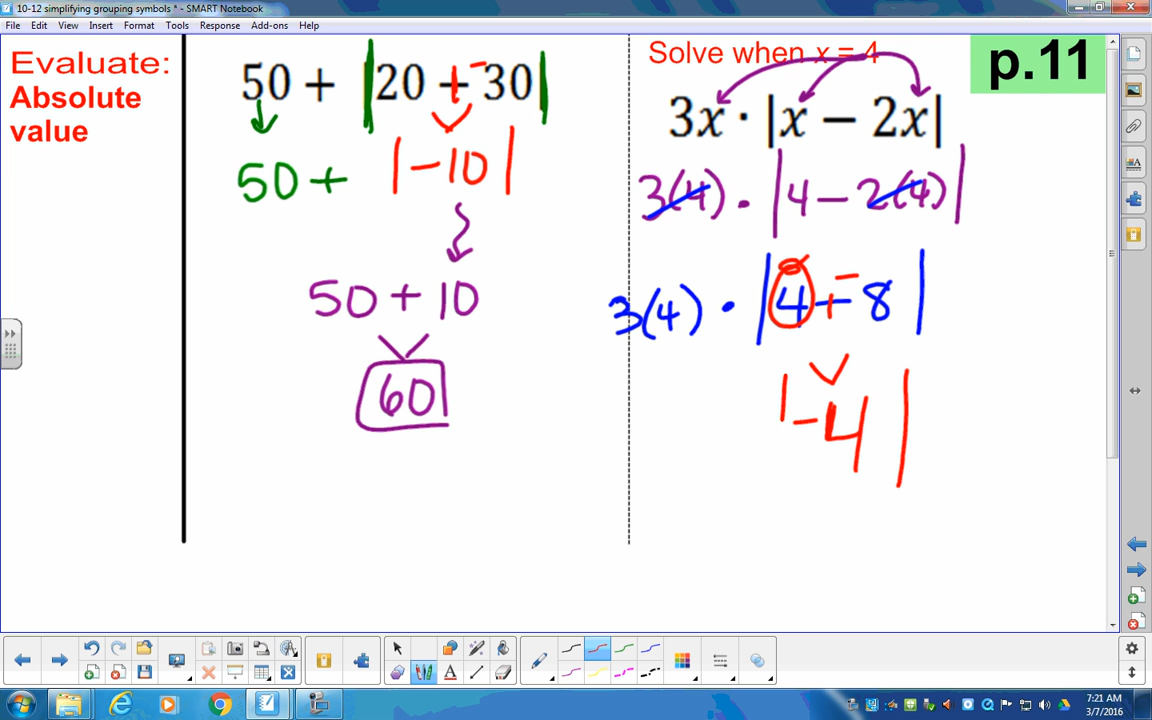 10-12 simplifying grouping symbols * - SMART Notebook
File Edit View Insert Format Tools Response Add-ons Help
Evaluate:
Absolute
value
50 + |20 + -30|
50 + |-10|
50 + 10
60
Solve when x = 4
p.11
3x · |x − 2x|
3(4) · |4 − 2(4)|
3(4) · |4 + -8|
|-4|
7:21 AM
3/7/2016